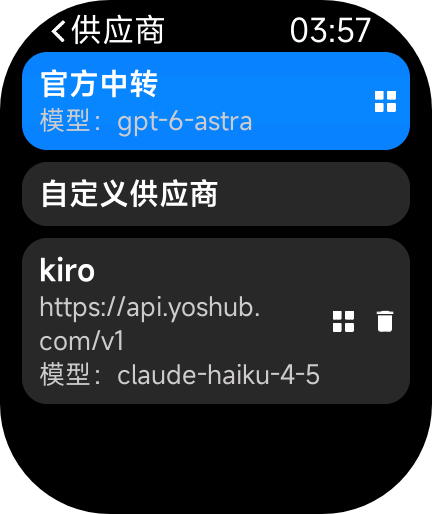 供应商
03:57
官方中转
模型：gpt-6-astra
自定义供应商
kiro
https://api.yoshub.
com/v1
模型：claude-haiku-4-5